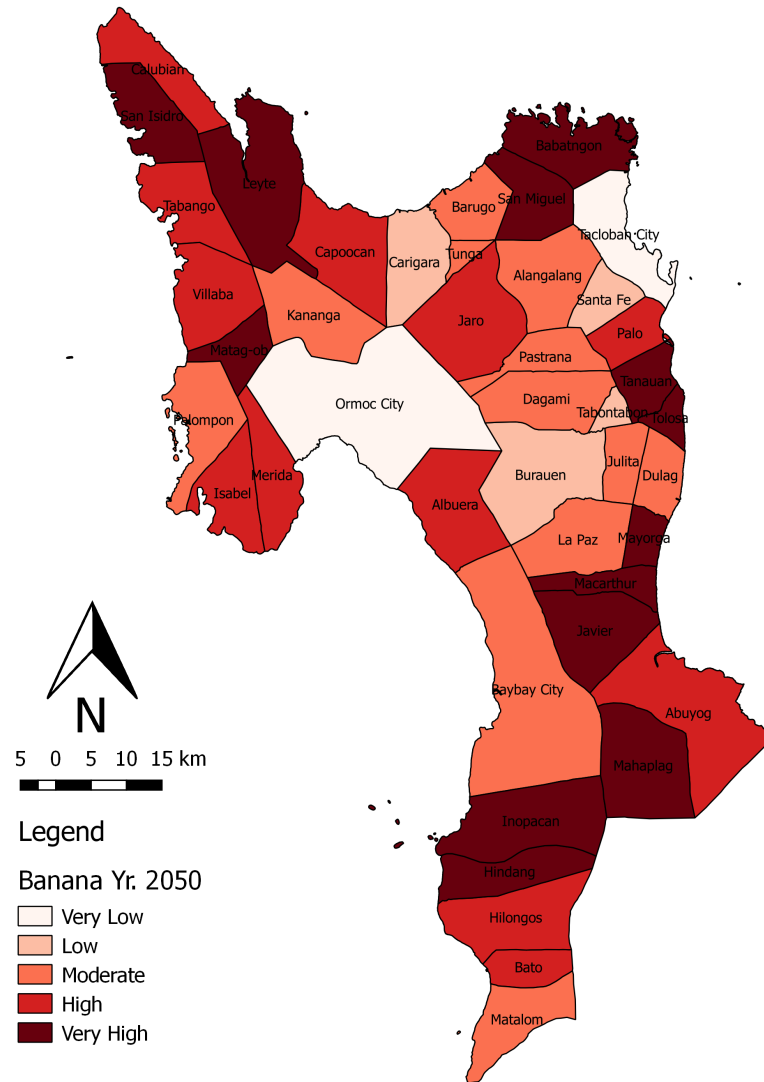 Calubian
San Isidro
Babatngon
Leyte
San Miguel
Tabango
Barugo
Tacloban City
Capoocan
Tunga
Carigara
Alangalang
Villaba
Santa Fe
Kananga
Jaro
Palo
Matag-ob
Pastrana
Tanauan
Ormoc City
Dagami
Tabontabon
Tolosa
Palompon
Merida
Burauen
Julita
Dulag
Isabel
Albuera
La Paz
Mayorga
Macarthur
Javier
Baybay City
Abuyog
N
5 0 5 10 15 km
Mahaplag
Inopacan
Legend
Hindang
Banana Yr. 2050
Very Low
Hilongos
Low
Bato
Moderate
High
Matalom
Very High